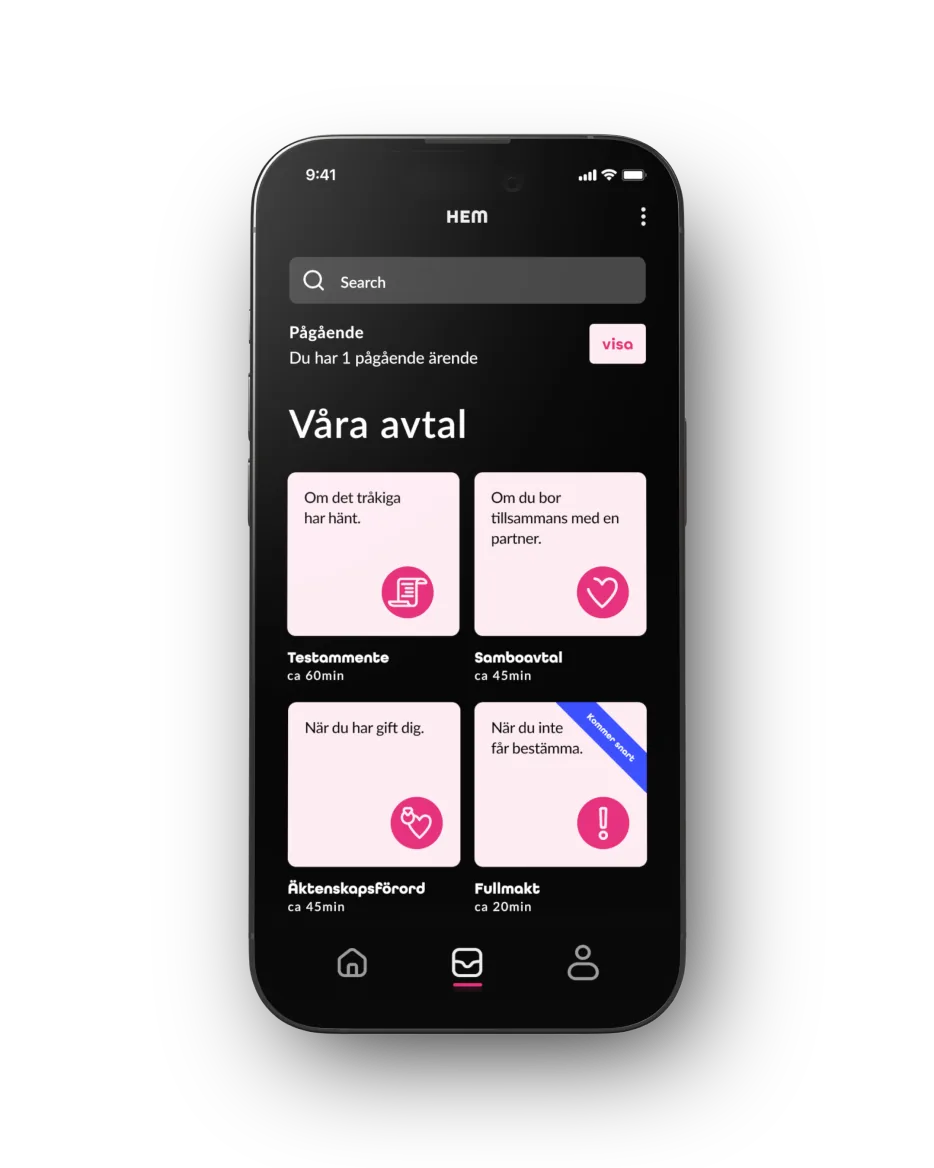 9:41
HEM
Search
Pågående
Du har 1 pågående ärende
visa
Våra avtal
Om det tråkiga
har hänt.
Om du bor
tillsammans med en
partner.
Testammente
ca 60min
Samboavtal
ca 45min
När du har gift dig.
När du inte
får bestämma.
Kommer snart
Äktenskapsförord
ca 45min
Fullmakt
ca 20min